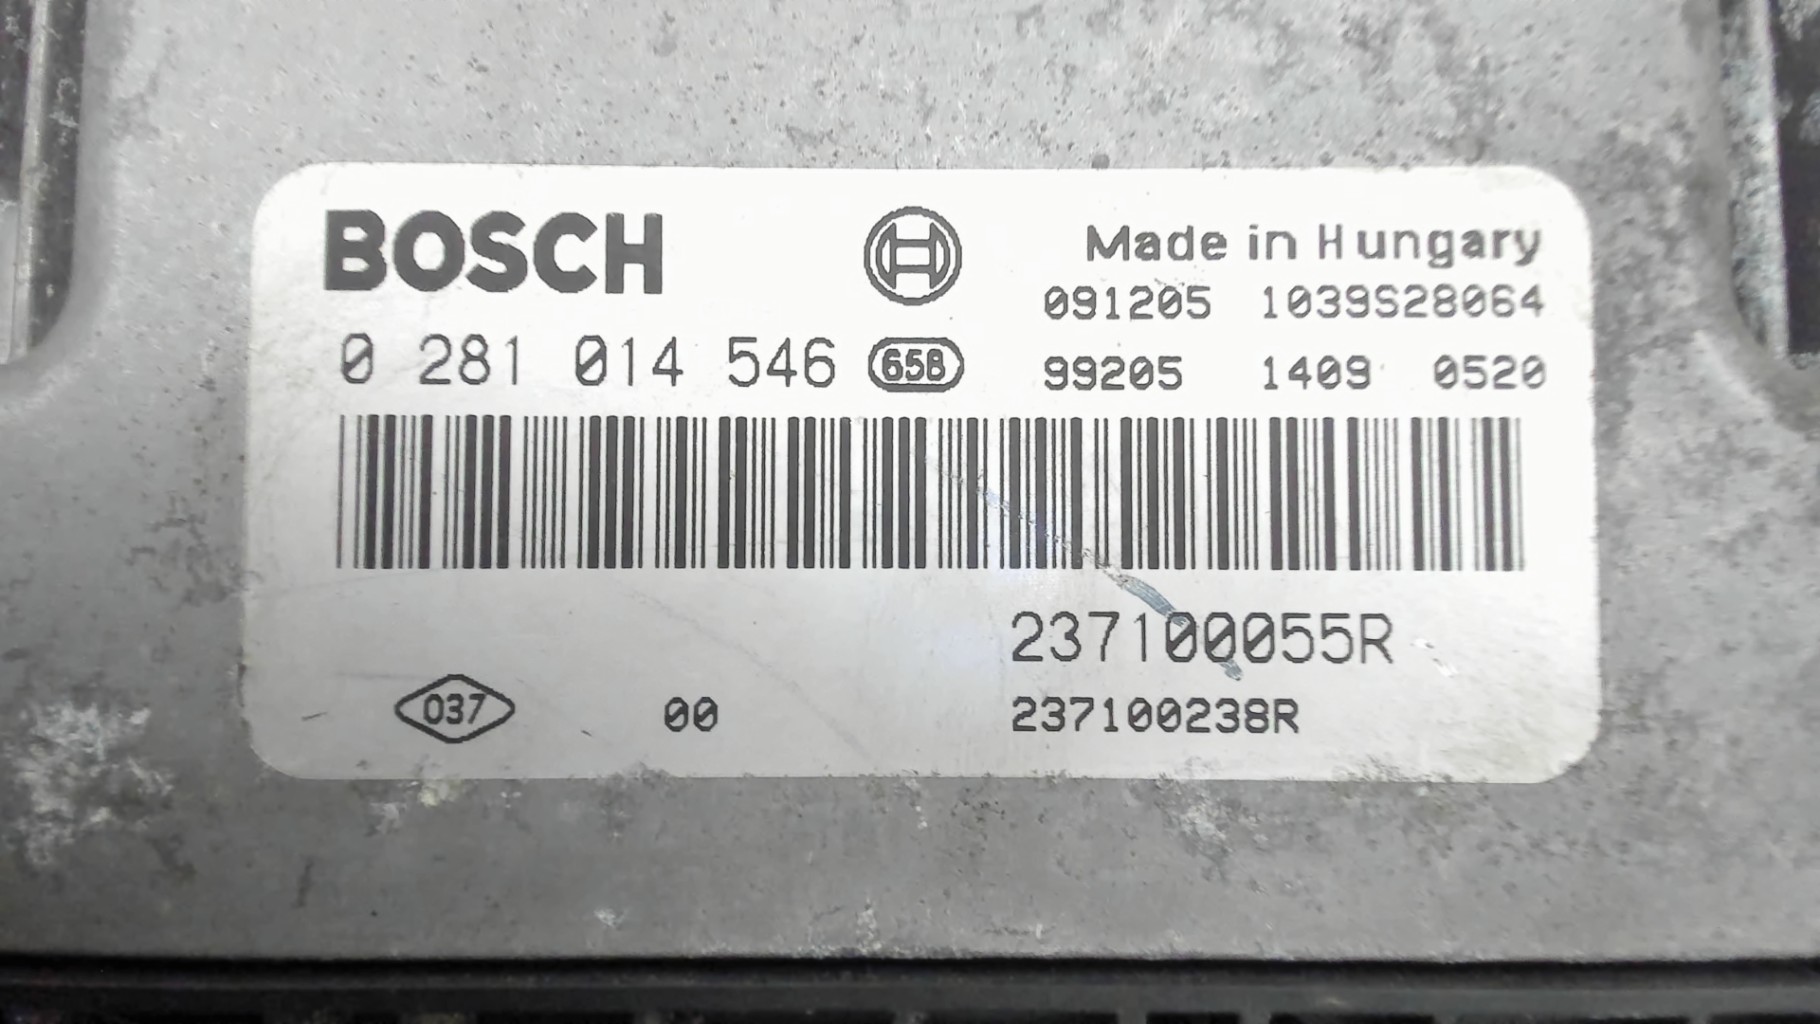 BOSCH
Made in Hungary
091205 1039S28064
0 281 014 546 658
99205 1409 0520
237100055R
037 00 237100238R